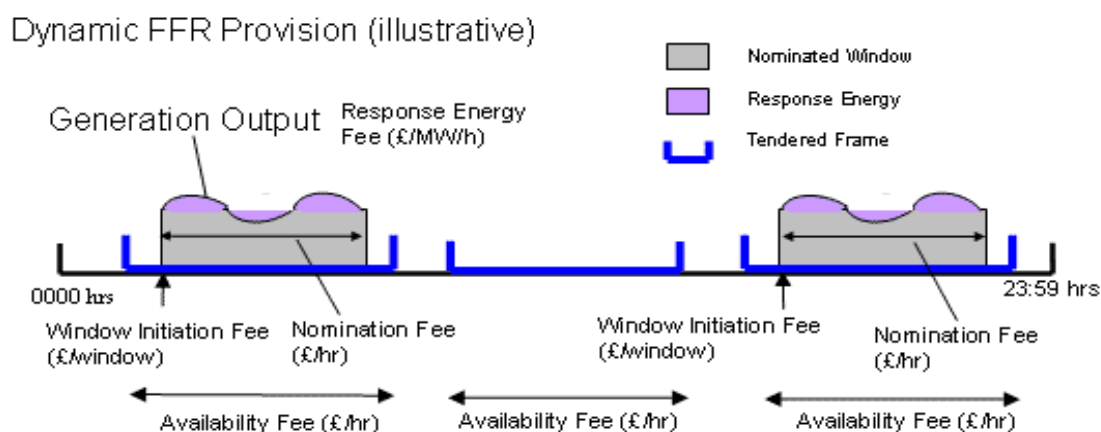 Dynamic FFR Provision (illustrative)
Nominated Window
Response Energy
Tendered Frame
Generation Output
Response Energy
Fee (£/MW/h)
0000 hrs
23:59 hrs
Window Initiation Fee
(£/window)
Nomination Fee
(£/hr)
Window Initiation Fee
(£/window)
Nomination Fee
(£/hr)
Availability Fee (£/hr)
Availability Fee (£/hr)
Availability Fee (£/hr)